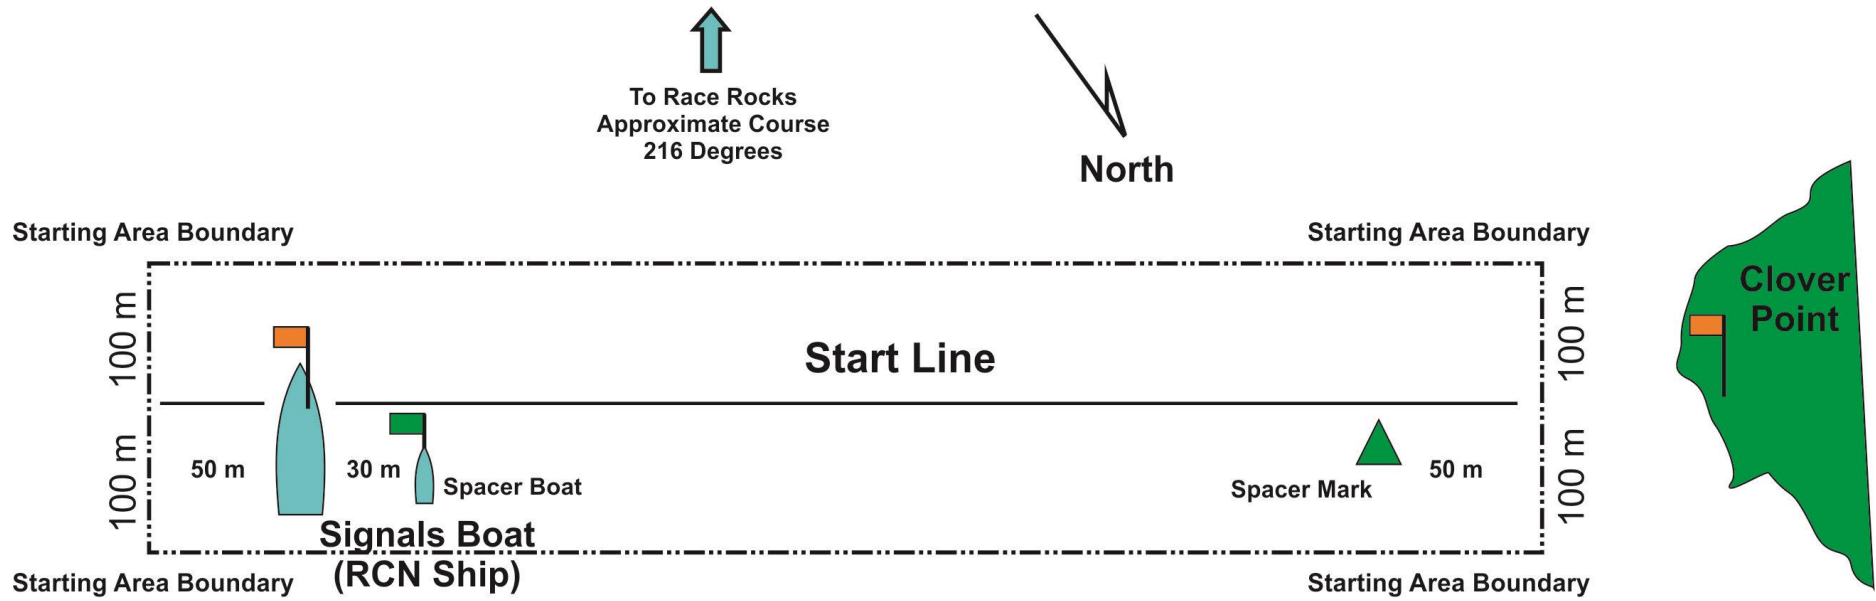 To Race Rocks
Approximate Course
216 Degrees
North
Starting Area Boundary
Starting Area Boundary
Clover
Point
100 m
100 m
Start Line
50 m
30 m
Spacer Boat
Spacer Mark
50 m
100 m
100 m
Signals Boat
(RCN Ship)
Starting Area Boundary
Starting Area Boundary